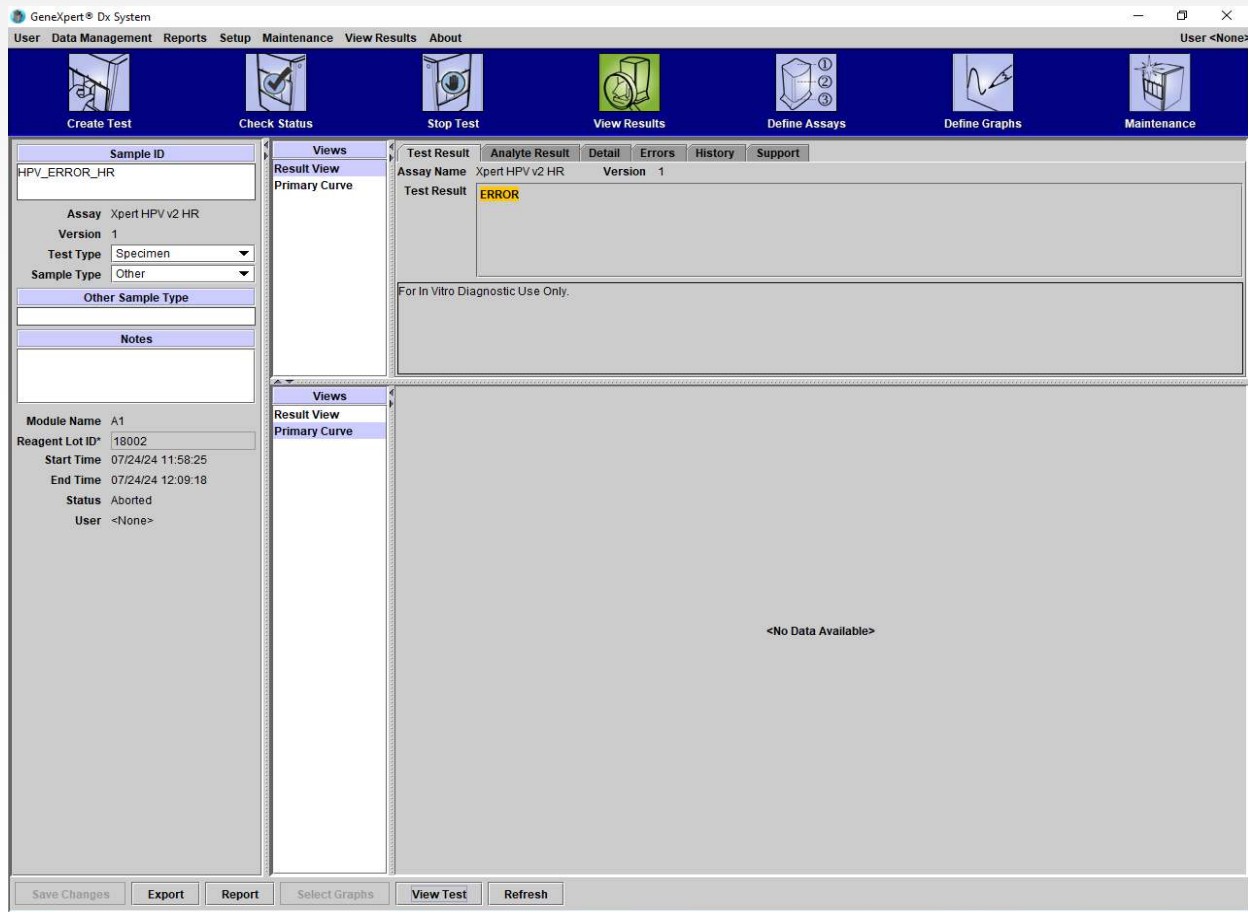 GeneXpert® Dx System
User Data Management Reports Setup Maintenance View Results About User <None>
Create Test Check Status Stop Test View Results Define Assays Define Graphs Maintenance
Sample ID
HPV_ERROR_HR
Assay Xpert HPV v2 HR
Version 1
Test Type Specimen
Sample Type Other
Other Sample Type
Notes
Module Name A1
Reagent Lot ID* 18002
Start Time 07/24/24 11:58:25
End Time 07/24/24 12:09:18
Status Aborted
User <None>
Views
Result View
Primary Curve
Test Result Analyte Result Detail Errors History Support
Assay Name Xpert HPV v2 HR Version 1
Test Result ERROR
For In Vitro Diagnostic Use Only.
Views
Result View
Primary Curve
<No Data Available>
Save Changes Export Report Select Graphs View Test Refresh